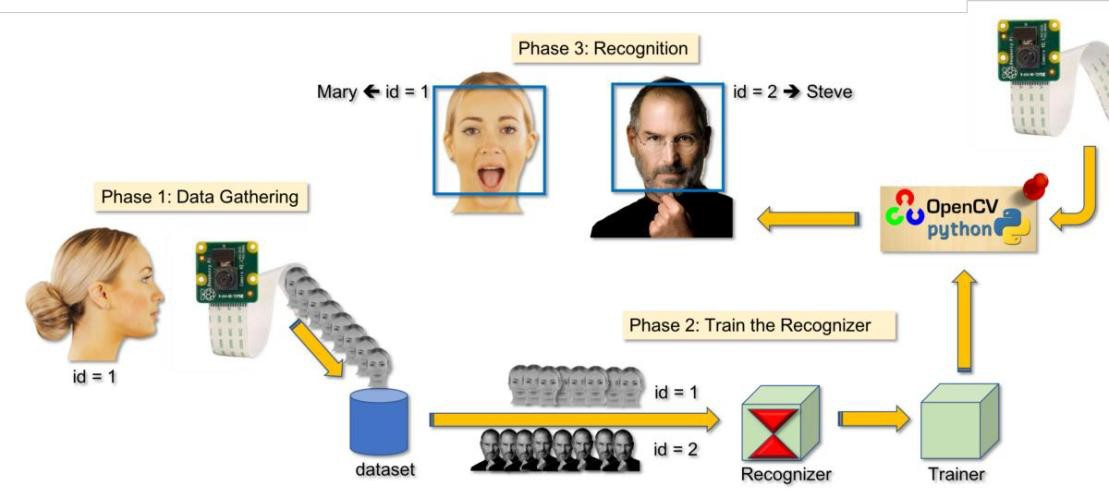 Phase 3: Recognition
Mary ← id = 1
id = 2 → Steve
Phase 1: Data Gathering
OpenCV
python
Phase 2: Train the Recognizer
id = 1
id = 1
id = 2
dataset
Recognizer
Trainer